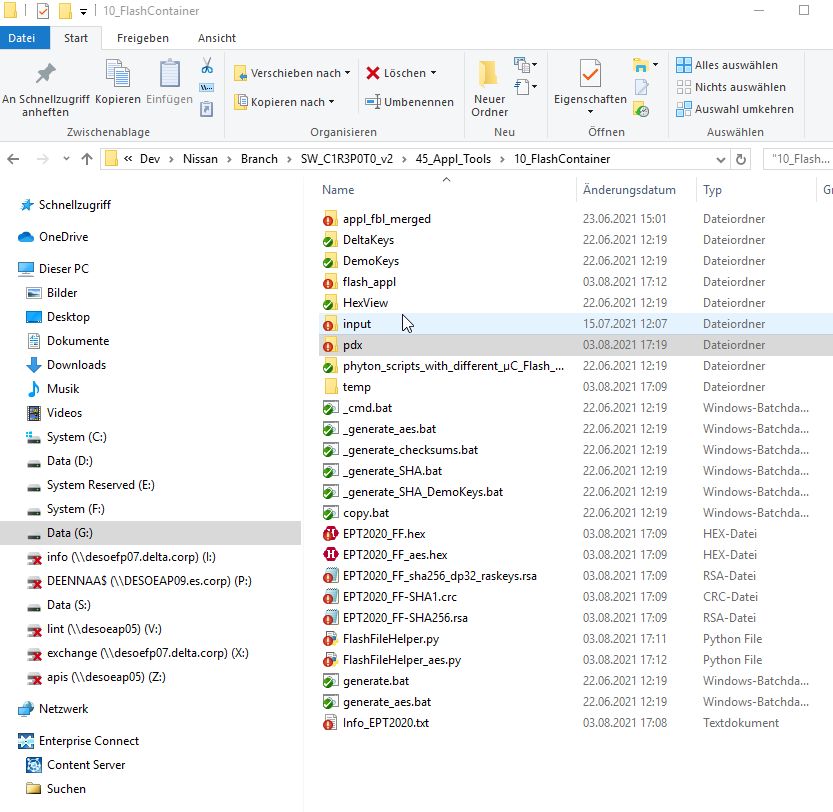 10_FlashContainer
Datei Start Freigeben Ansicht
An Schnellzugriff anheften
Kopieren
Einfügen
Zwischenablage
Verschieben nach
Kopieren nach
Löschen
Umbenennen
Organisieren
Neuer Ordner
Neu
Eigenschaften
Öffnen
Alles auswählen
Nichts auswählen
Auswahl umkehren
Auswählen
« Dev › Nissan › Branch › SW_C1R3P0T0_v2 › 45_Appl_Tools › 10_FlashContainer
"10_Flash...
Schnellzugriff
OneDrive
Dieser PC
Bilder
Desktop
Dokumente
Downloads
Musik
Videos
System (C:)
Data (D:)
System Reserved (E:)
System (F:)
Data (G:)
info (\\desoefp07.delta.corp) (I:)
DEENNAA$ (\\DESOEAP09.es.corp) (P:)
Data (S:)
lint (\\desoeap05) (V:)
exchange (\\desoefp07.delta.corp) (X:)
apis (\\desoeap05) (Z:)
Netzwerk
Enterprise Connect
Content Server
Suchen
Name Änderungsdatum Typ Gr
appl_fbl_merged 23.06.2021 15:01 Dateiordner
DeltaKeys 22.06.2021 12:19 Dateiordner
DemoKeys 22.06.2021 12:19 Dateiordner
flash_appl 03.08.2021 17:12 Dateiordner
HexView 22.06.2021 12:19 Dateiordner
input 15.07.2021 12:07 Dateiordner
pdx 03.08.2021 17:19 Dateiordner
phyton_scripts_with_different_µC_Flash_... 22.06.2021 12:19 Dateiordner
temp 03.08.2021 17:09 Dateiordner
_cmd.bat 22.06.2021 12:19 Windows-Batchda...
_generate_aes.bat 22.06.2021 12:19 Windows-Batchda...
_generate_checksums.bat 22.06.2021 12:19 Windows-Batchda...
_generate_SHA.bat 22.06.2021 12:19 Windows-Batchda...
_generate_SHA_DemoKeys.bat 22.06.2021 12:19 Windows-Batchda...
copy.bat 22.06.2021 12:19 Windows-Batchda...
EPT2020_FF.hex 03.08.2021 17:09 HEX-Datei
EPT2020_FF_aes.hex 03.08.2021 17:09 HEX-Datei
EPT2020_FF_sha256_dp32_raskeys.rsa 03.08.2021 17:09 RSA-Datei
EPT2020_FF-SHA1.crc 03.08.2021 17:09 CRC-Datei
EPT2020_FF-SHA256.rsa 03.08.2021 17:09 RSA-Datei
FlashFileHelper.py 03.08.2021 17:11 Python File
FlashFileHelper_aes.py 03.08.2021 17:12 Python File
generate.bat 22.06.2021 12:19 Windows-Batchda...
generate_aes.bat 22.06.2021 12:19 Windows-Batchda...
Info_EPT2020.txt 03.08.2021 17:08 Textdokument